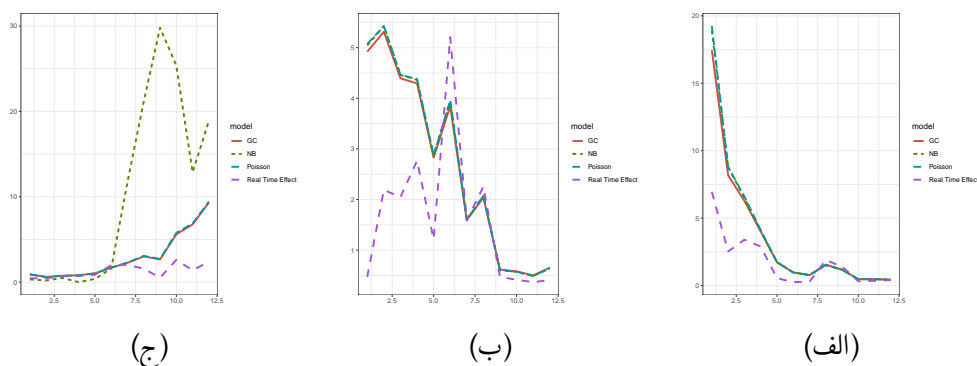 30
20
10
0
2.5
5.0
7.5
10.0
12.5
model
GC
NB
Poisson
Real Time Effect
(ج)
5
4
3
2
1
2.5
5.0
7.5
10.0
12.5
model
GC
NB
Poisson
Real Time Effect
(ب)
20
15
10
5
0
2.5
5.0
7.5
10.0
12.5
model
GC
NB
Poisson
Real Time Effect
(الف)